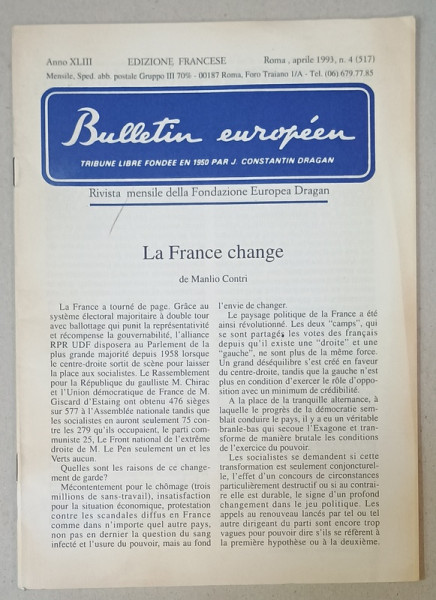 Anno XLIII EDIZIONE FRANCESE Roma, aprile 1993, n. 4 (517)
Mensile, Sped. abb. postale Gruppo III 70% - 00187 Roma, Foro Traiano 1/A - Tel. (06) 679.77.85
Bulletin européen
TRIBUNE LIBRE FONDEE EN 1950 PAR J. CONSTANTIN DRAGAN
Rivista mensile della Fondazione Europea Dragan
La France change
de Manlio Contri
La France a tourné de page. Grâce au
système électoral majoritaire à double tour
avec ballottage qui punit la représentativité
et récompense la gouvernabilité, l'alliance
RPR UDF disposera au Parlement de la
plus grande majorité depuis 1958 lorsque
le centre-droite sortit de scène pour laisser
la place aux socialistes. Le Rassemblement
pour la République du gaulliste M. Chirac
et l'Union démocratique de France de M.
Giscard d'Estaing ont obtenu 476 sièges
sur 577 à l'Assemblée nationale tandis que
les socialistes en auront seulement 75 con-
tre les 279 qu'ils occupaient, le parti com-
muniste 25, Le Front national de l'extrême
droite de M. Le Pen seulement un et les
Verts aucun.
Quelles sont les raisons de ce change-
ment de garde?
Mécontentement pour le chômage (trois
millions de sans-travail), insatisfaction
pour la situation économique, protestation
contre les scandales diffus en France
comme dans n'importe quel autre pays,
non pas en dernier la question du sang
infecté et l'usure du pouvoir, mais au fond
l'envie de changer.
Le paysage politique de la France a été
ainsi révolutionné. Les deux "camps", qui
se sont partagés les votes des français
depuis qu'il existe une "droite" et une
"gauche", ne sont plus de la même force.
Un grand déséquilibre s'est créé en faveur
du centre-droite, tandis que la gauche n'est
plus en condition d'exercer le rôle d'oppo-
sition avec un minimum de crédibilité.
A la place de la tranquille alternance, à
laquelle le progrès de la démocratie sem-
blait conduire le pays, il y a eu un véritable
branle-bas qui secoue l'Exagone et trans-
forme de manière brutale les conditions
de l'exercice du pouvoir.
Les socialistes se demandent si cette
transformation est seulement conjoncturel-
le, l'effet d'un concours de circonstances
particulièrement destructif ou si au contrai-
re elle est durable, le signe d'un profond
changement dans le jeu politique. Les
appels au renouveau lancés par tel ou tel
autre dirigeant du parti sont encore trop
vagues pour pouvoir dire s'ils se réfèrent à
la première hypothèse ou à la deuxième.